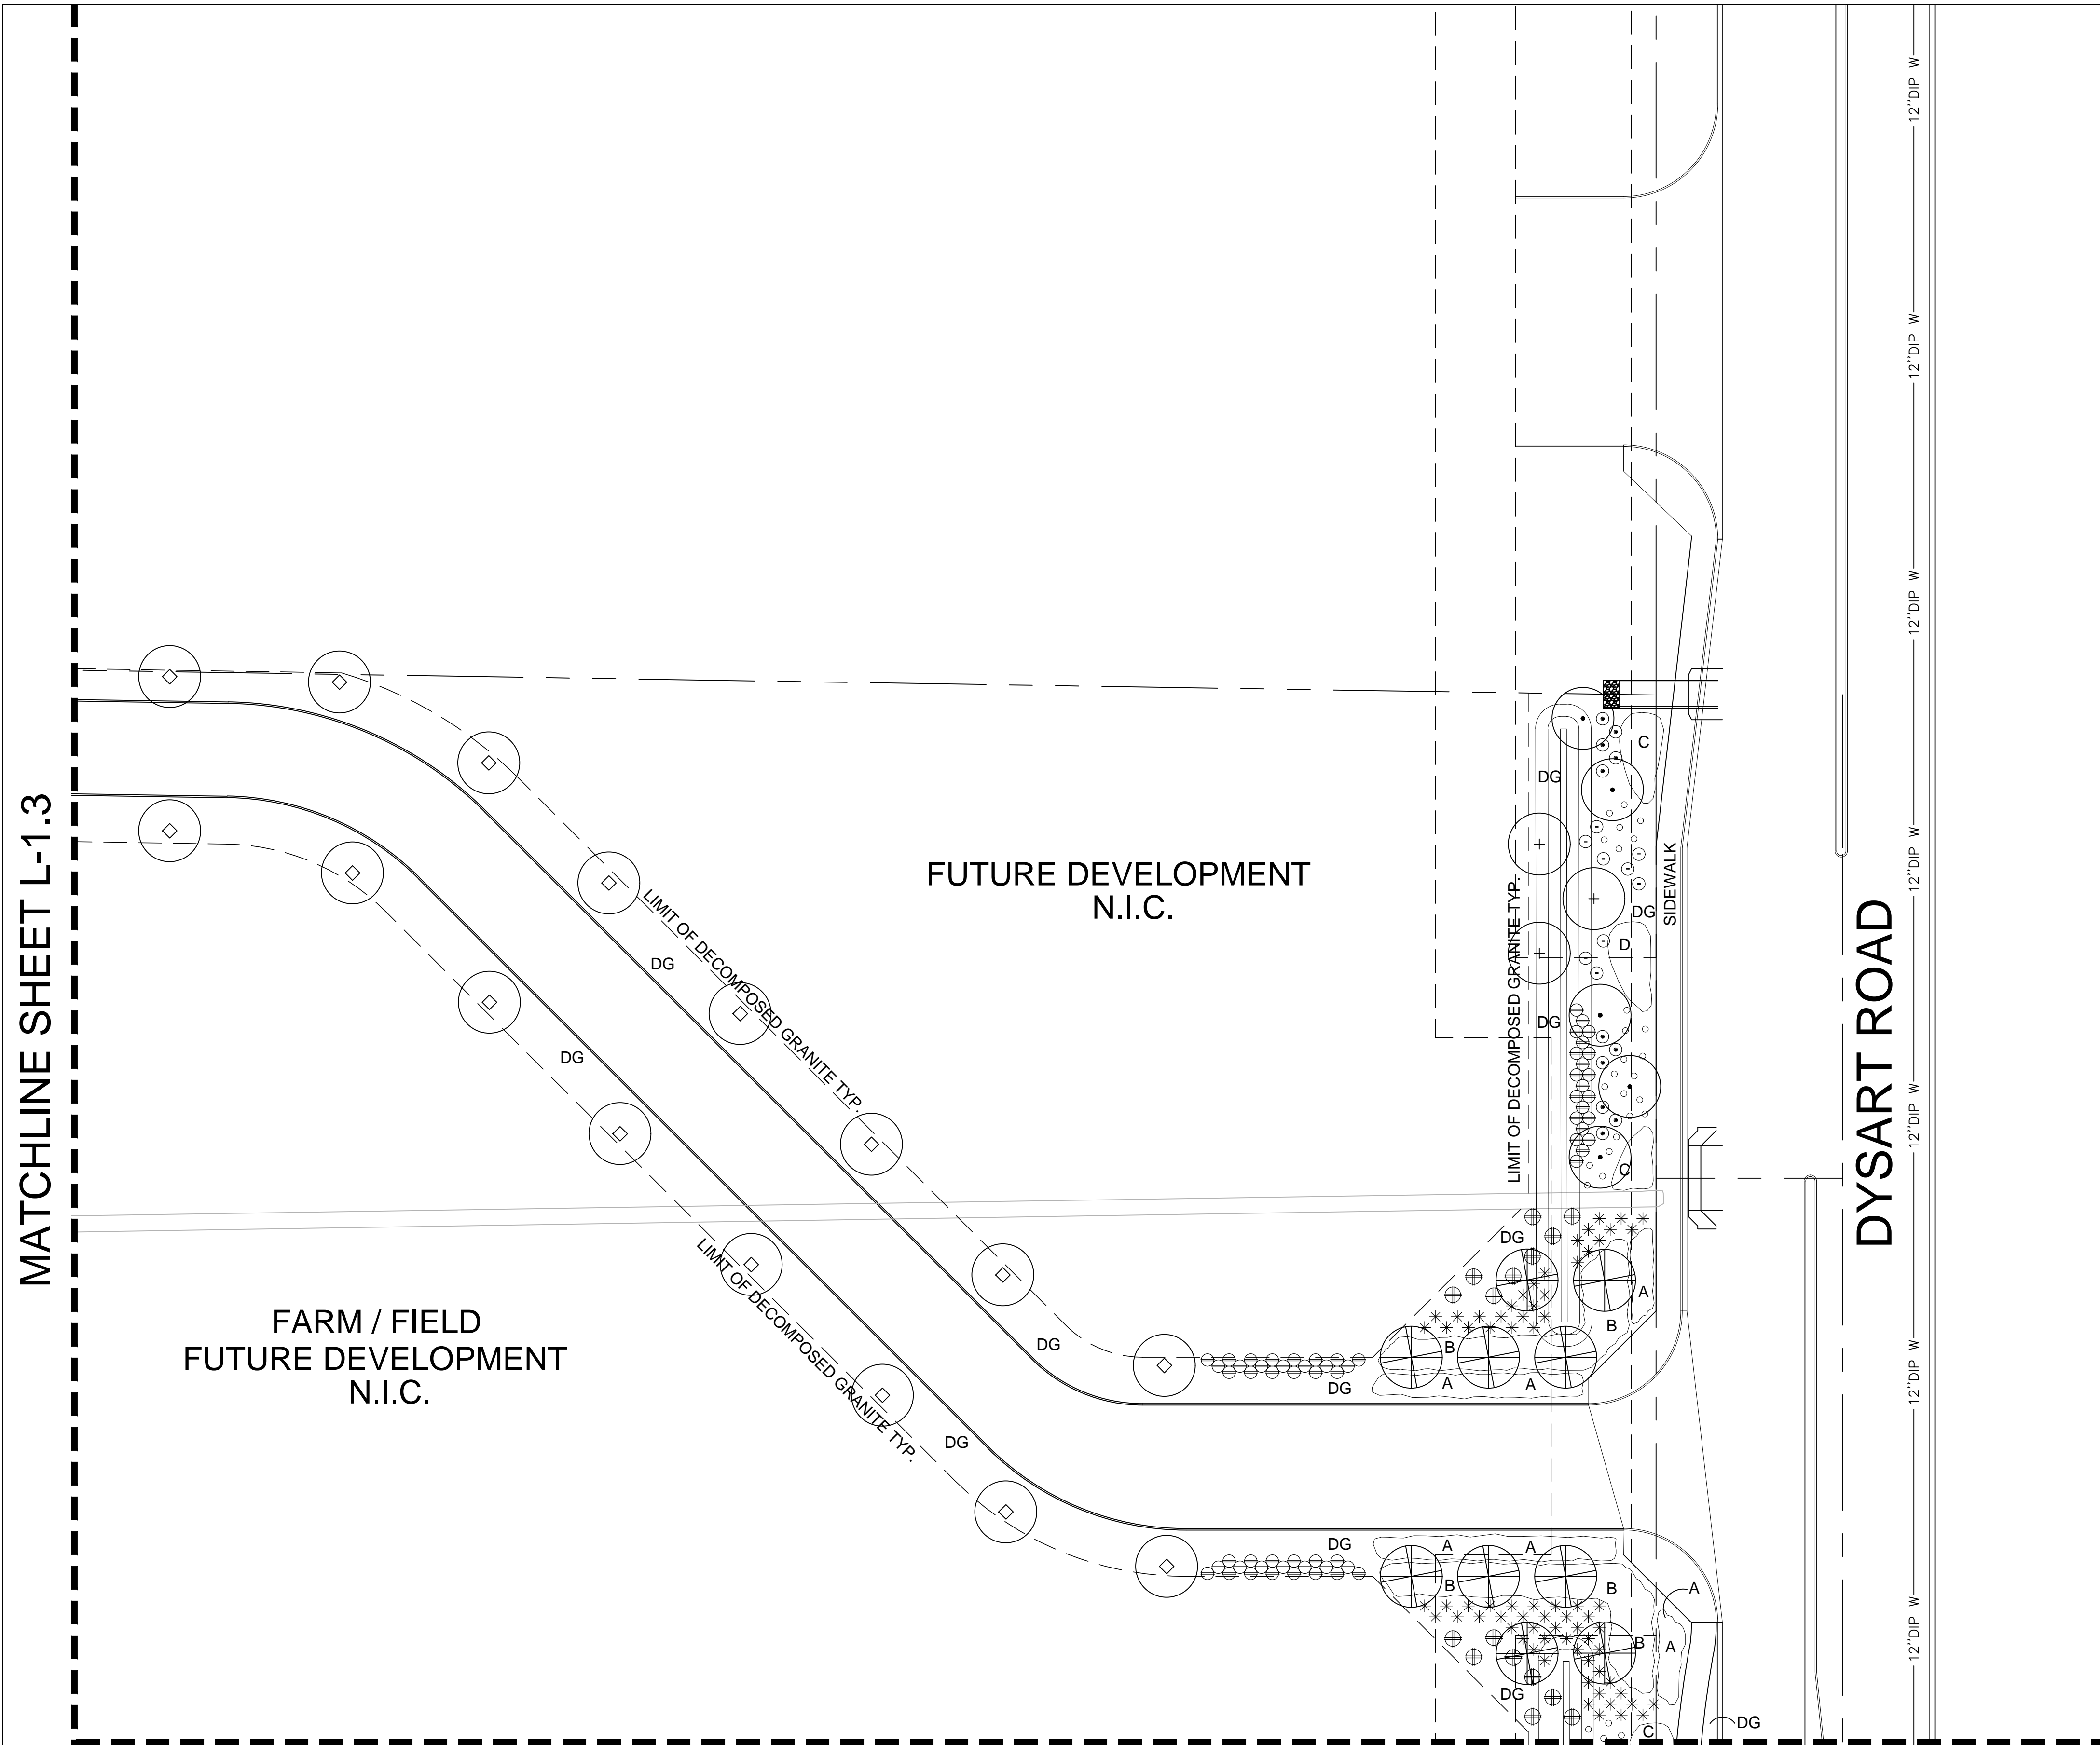 MATCHLINE SHEET L-1.3
FUTURE DEVELOPMENT
N.I.C.
FARM / FIELD
FUTURE DEVELOPMENT
N.I.C.
LIMIT OF DECOMPOSED GRANITE TYP.
LIMIT OF DECOMPOSED GRANITE TYP.
LIMIT OF DECOMPOSED GRANITE TYP.
DG
DG
DG
DG
DG
DG
DG
DG
DG
DG
DG
DG
DG
C
D
C
A
B
B
A
A
A
A
B
B
A
B
A
C
SIDEWALK
DYSART ROAD
12"DIP W
12"DIP W
12"DIP W
12"DIP W
12"DIP W
12"DIP W
12"DIP W